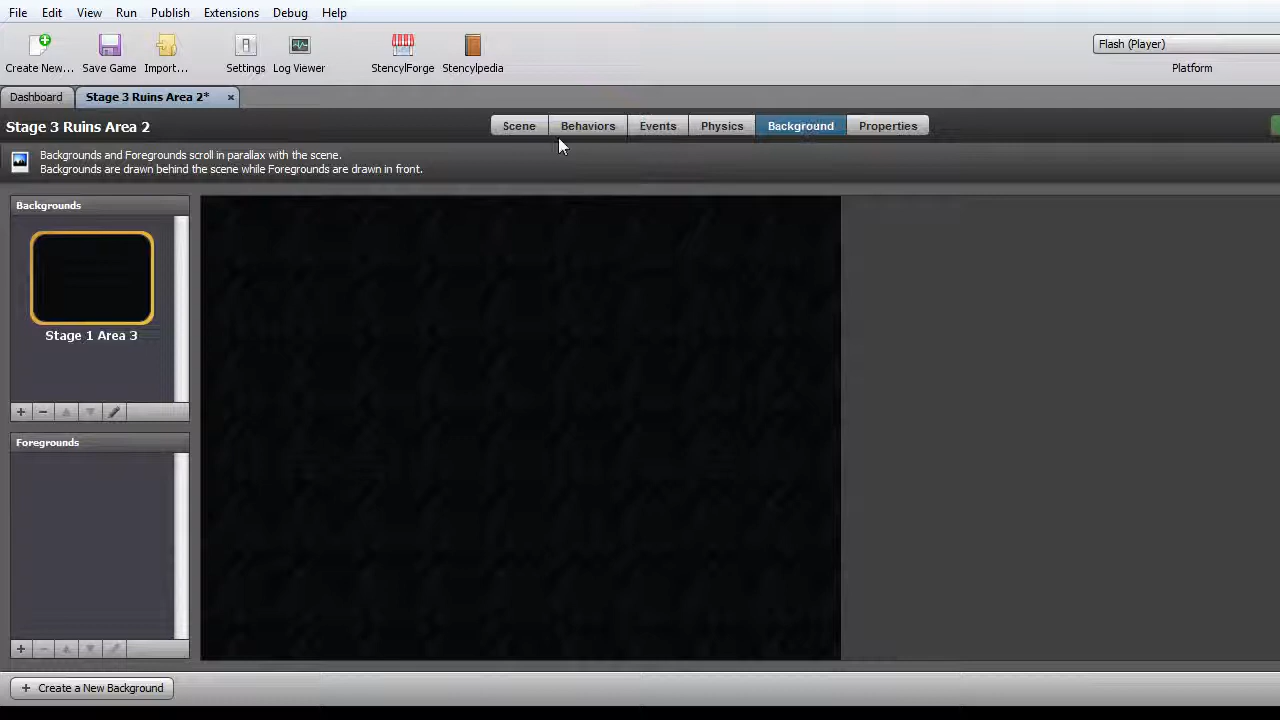 File Edit View Run Publish Extensions Debug Help
Create New... Save Game Import... Settings Log Viewer StencylForge Stencylpedia
Flash (Player)
Platform
Dashboard Stage 3 Ruins Area 2* ×
Stage 3 Ruins Area 2
Scene Behaviors Events Physics Background Properties
Backgrounds and Foregrounds scroll in parallax with the scene.
Backgrounds are drawn behind the scene while Foregrounds are drawn in front.
Backgrounds
Stage 1 Area 3
Foregrounds
+ Create a New Background